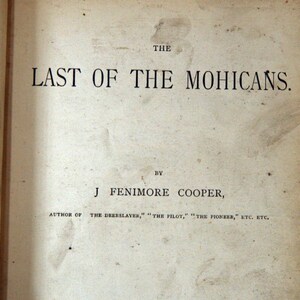 THE
LAST OF THE MOHICANS.
BY
J FENIMORE COOPER,
AUTHOR OF THE DEERSLAYER," "THE PILOT," "THE PIONEER," ETC. ETC.